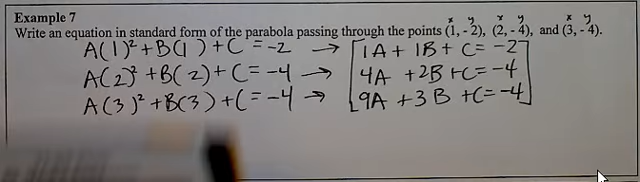 Example 7
Write an equation in standard form of the parabola passing through the points (1, - 2), (2, - 4), and (3, - 4).
x y x y x y
A(1)² + B(1) + C = -2 → 1A + 1B + C = -2
A(2)² + B(2) + C = -4 → 4A + 2B + C = -4
A(3)² + B(3) + C = -4 → 9A + 3B + C = -4